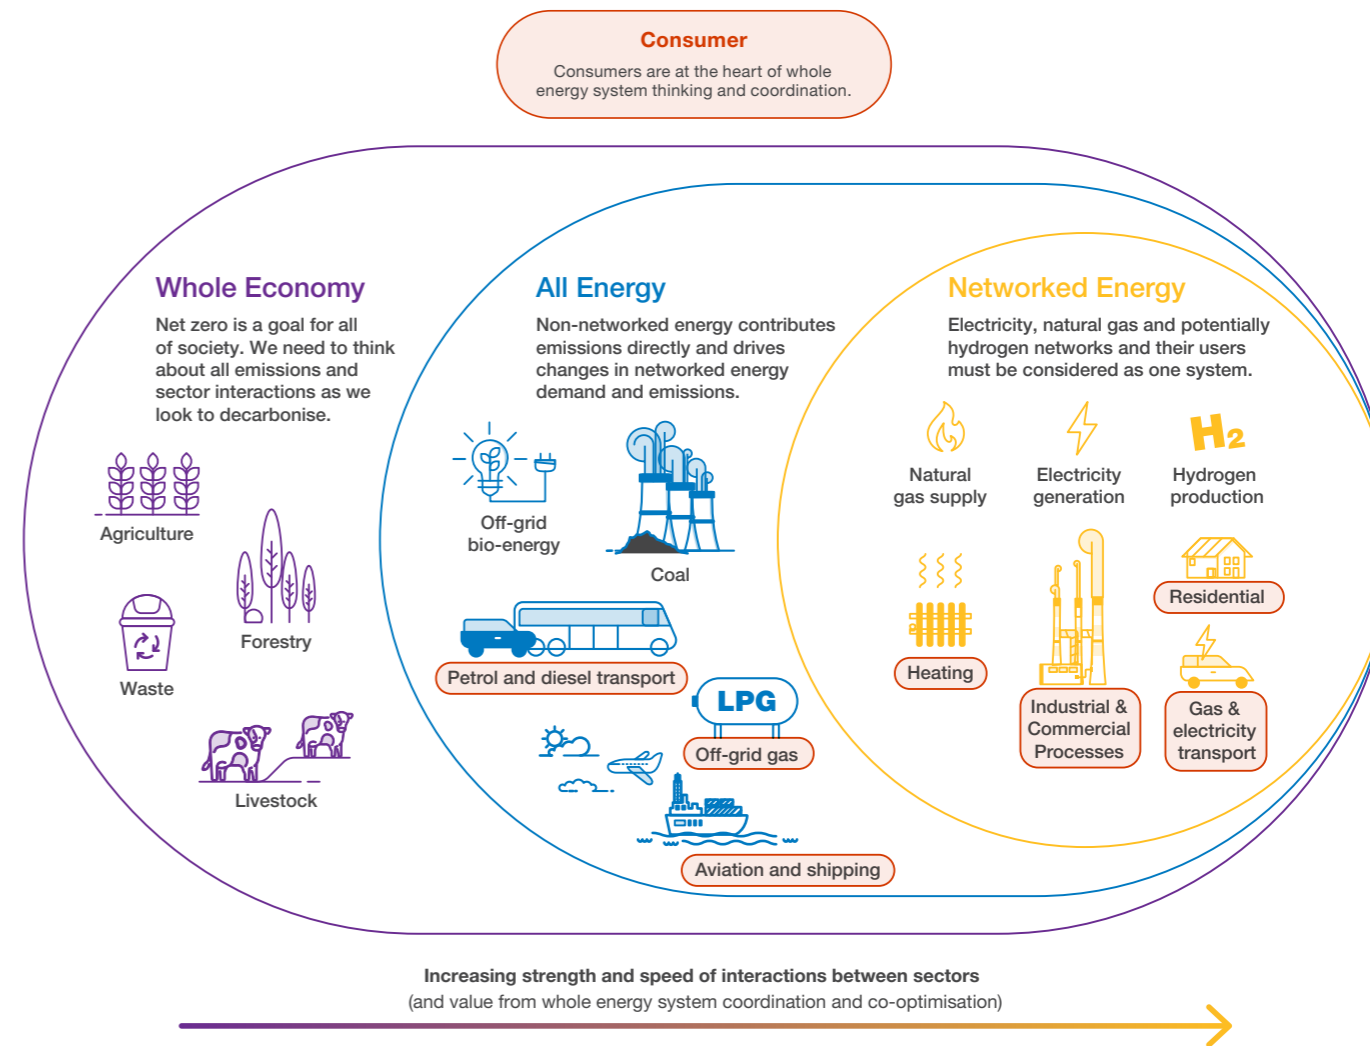 Consumer
Consumers are at the heart of whole
energy system thinking and coordination.
Whole Economy
Net zero is a goal for all
of society. We need to think
about all emissions and
sector interactions as we
look to decarbonise.
Agriculture
Forestry
Waste
Livestock
All Energy
Non-networked energy contributes
emissions directly and drives
changes in networked energy
demand and emissions.
Off-grid
bio-energy
Coal
Petrol and diesel transport
LPG
Off-grid gas
Aviation and shipping
Networked Energy
Electricity, natural gas and potentially
hydrogen networks and their users
must be considered as one system.
Natural
gas supply
Electricity
generation
H2
Hydrogen
production
Heating
Industrial &
Commercial
Processes
Residential
Gas &
electricity
transport
Increasing strength and speed of interactions between sectors
(and value from whole energy system coordination and co-optimisation)